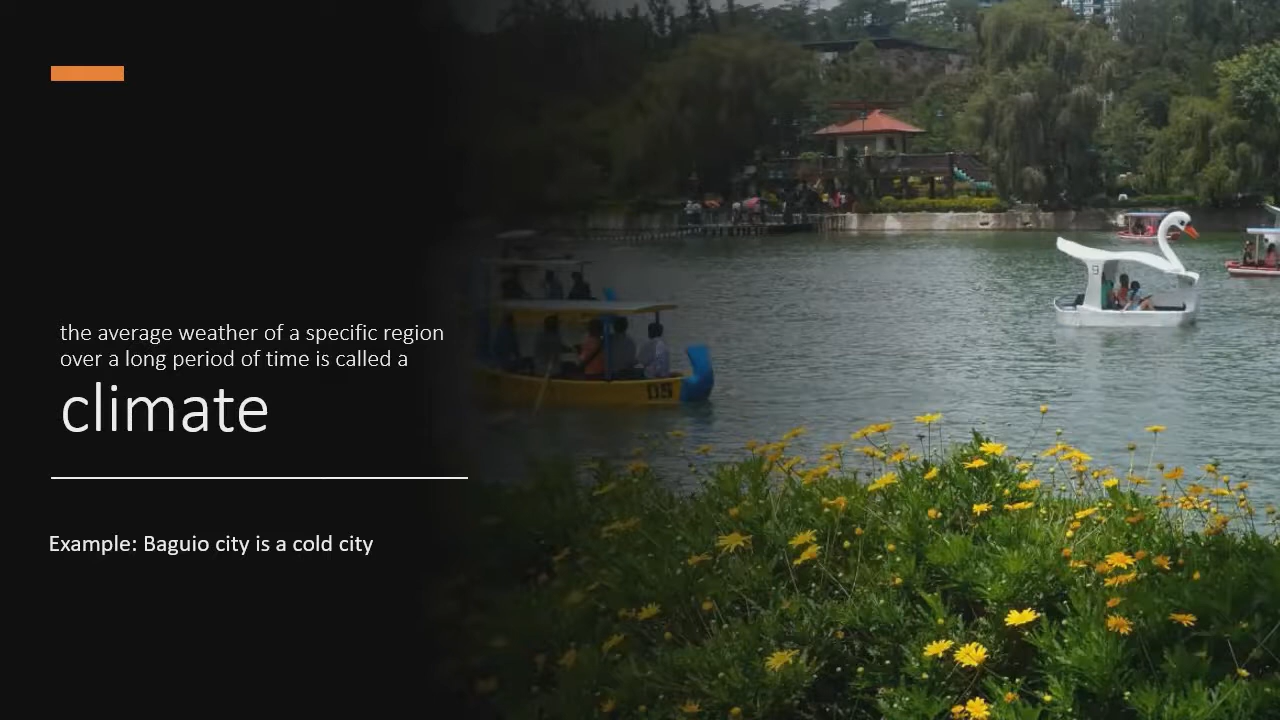 the average weather of a specific region
over a long period of time is called a
climate
Example: Baguio city is a cold city
9